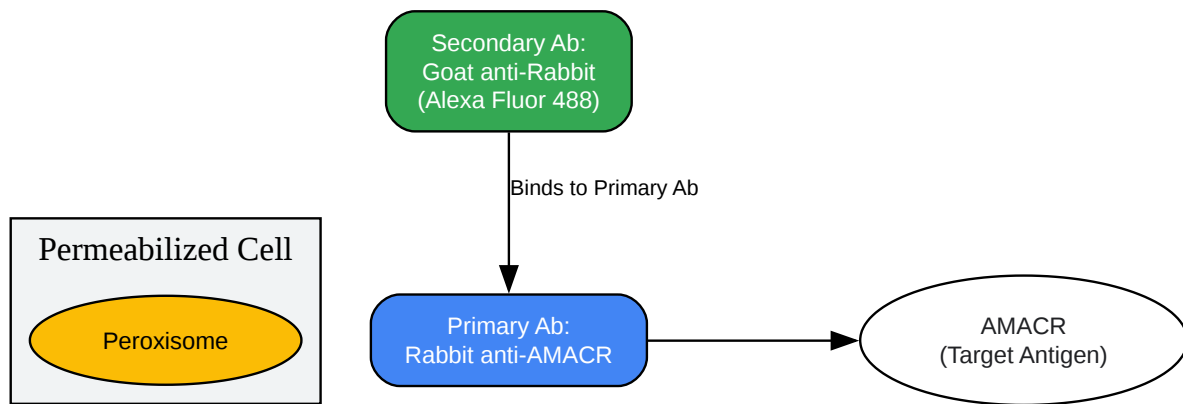 Secondary Ab:
Goat anti-Rabbit
(Alexa Fluor 488)
Binds to Primary Ab
Permeabilized Cell
Peroxisome
Primary Ab:
Rabbit anti-AMACR
AMACR
(Target Antigen)